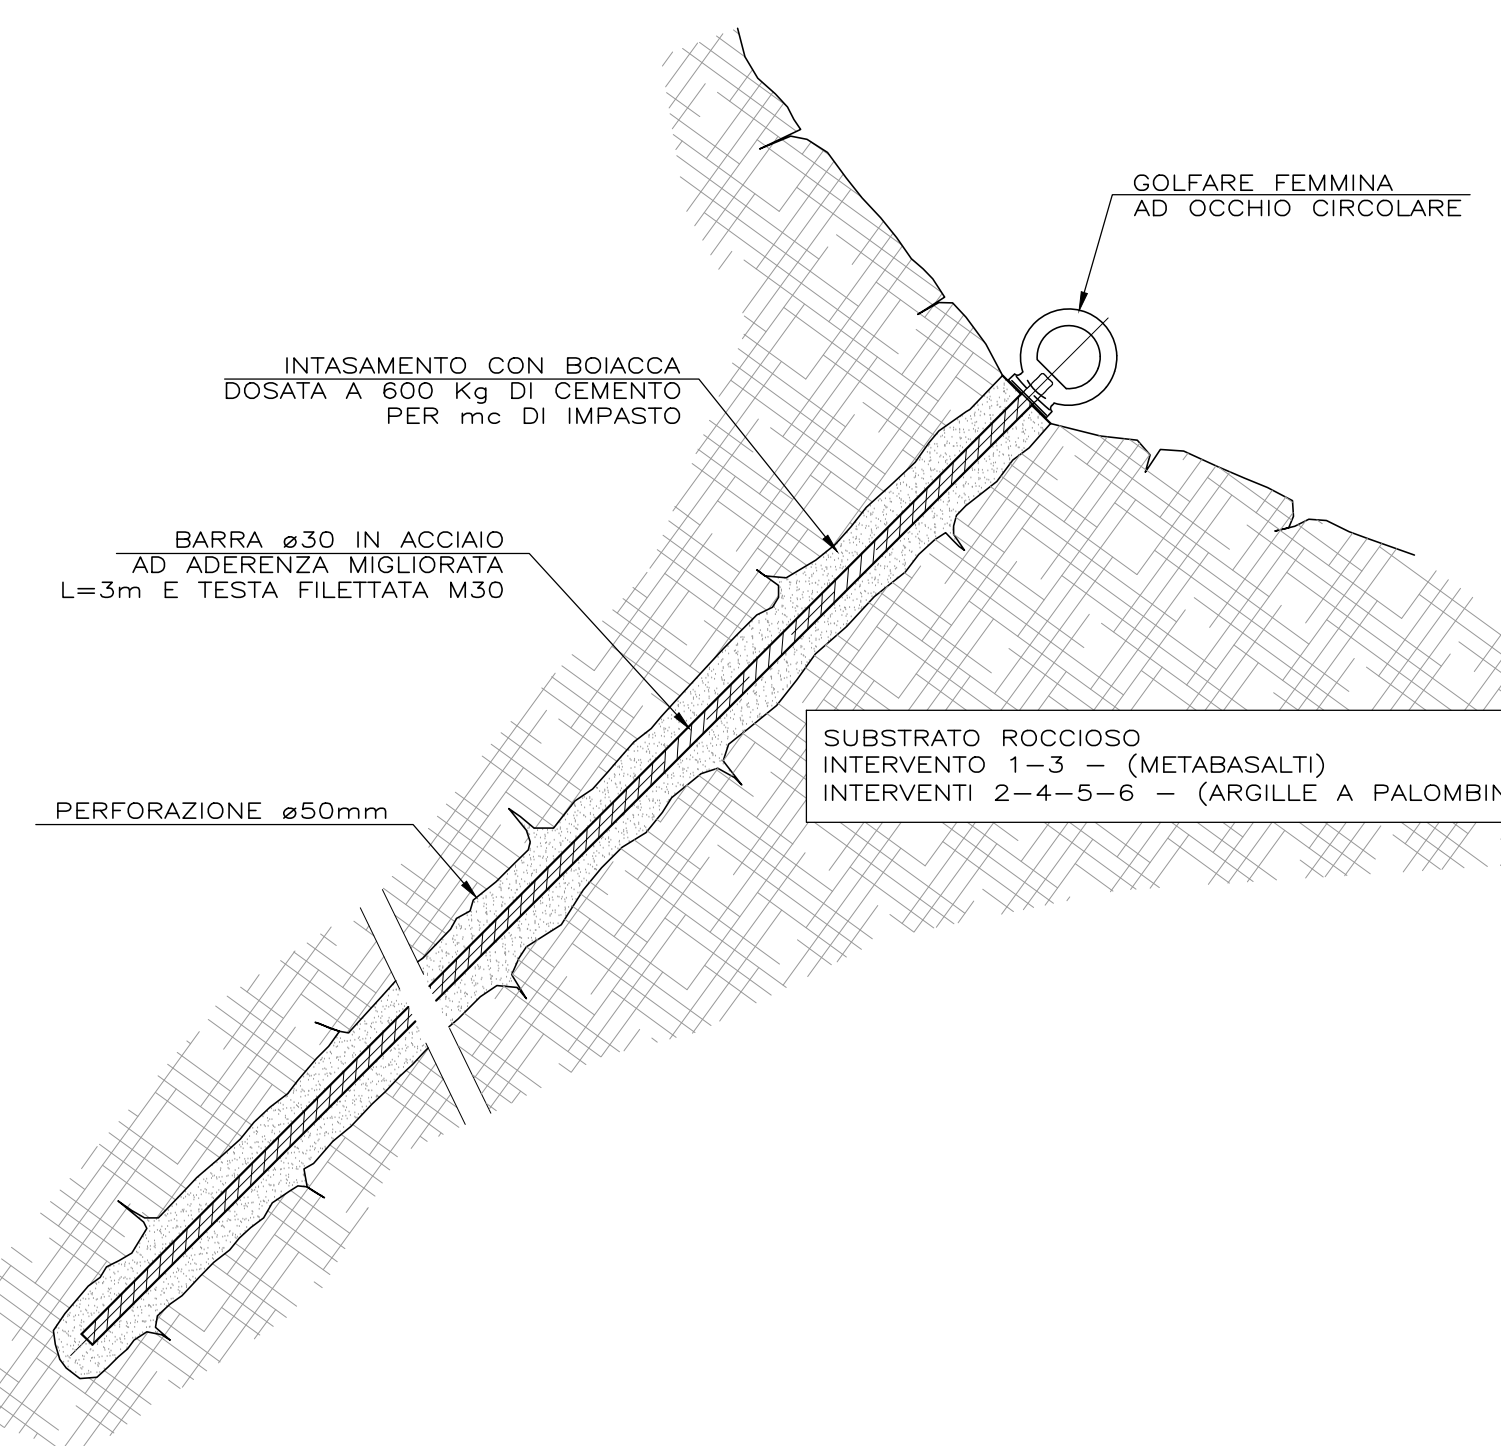 GOLFARE FEMMINA
AD OCCHIO CIRCOLARE
INTASAMENTO CON BOIACCA
DOSATA A 600 Kg DI CEMENTO
PER mc DI IMPASTO
BARRA ø30 IN ACCIAIO
AD ADERENZA MIGLIORATA
L=3m E TESTA FILETTATA M30
SUBSTRATO ROCCIOSO
INTERVENTO 1-3 - (METABASALTI)
INTERVENTI 2-4-5-6 - (ARGILLE A
PERFORAZIONE ø50mm